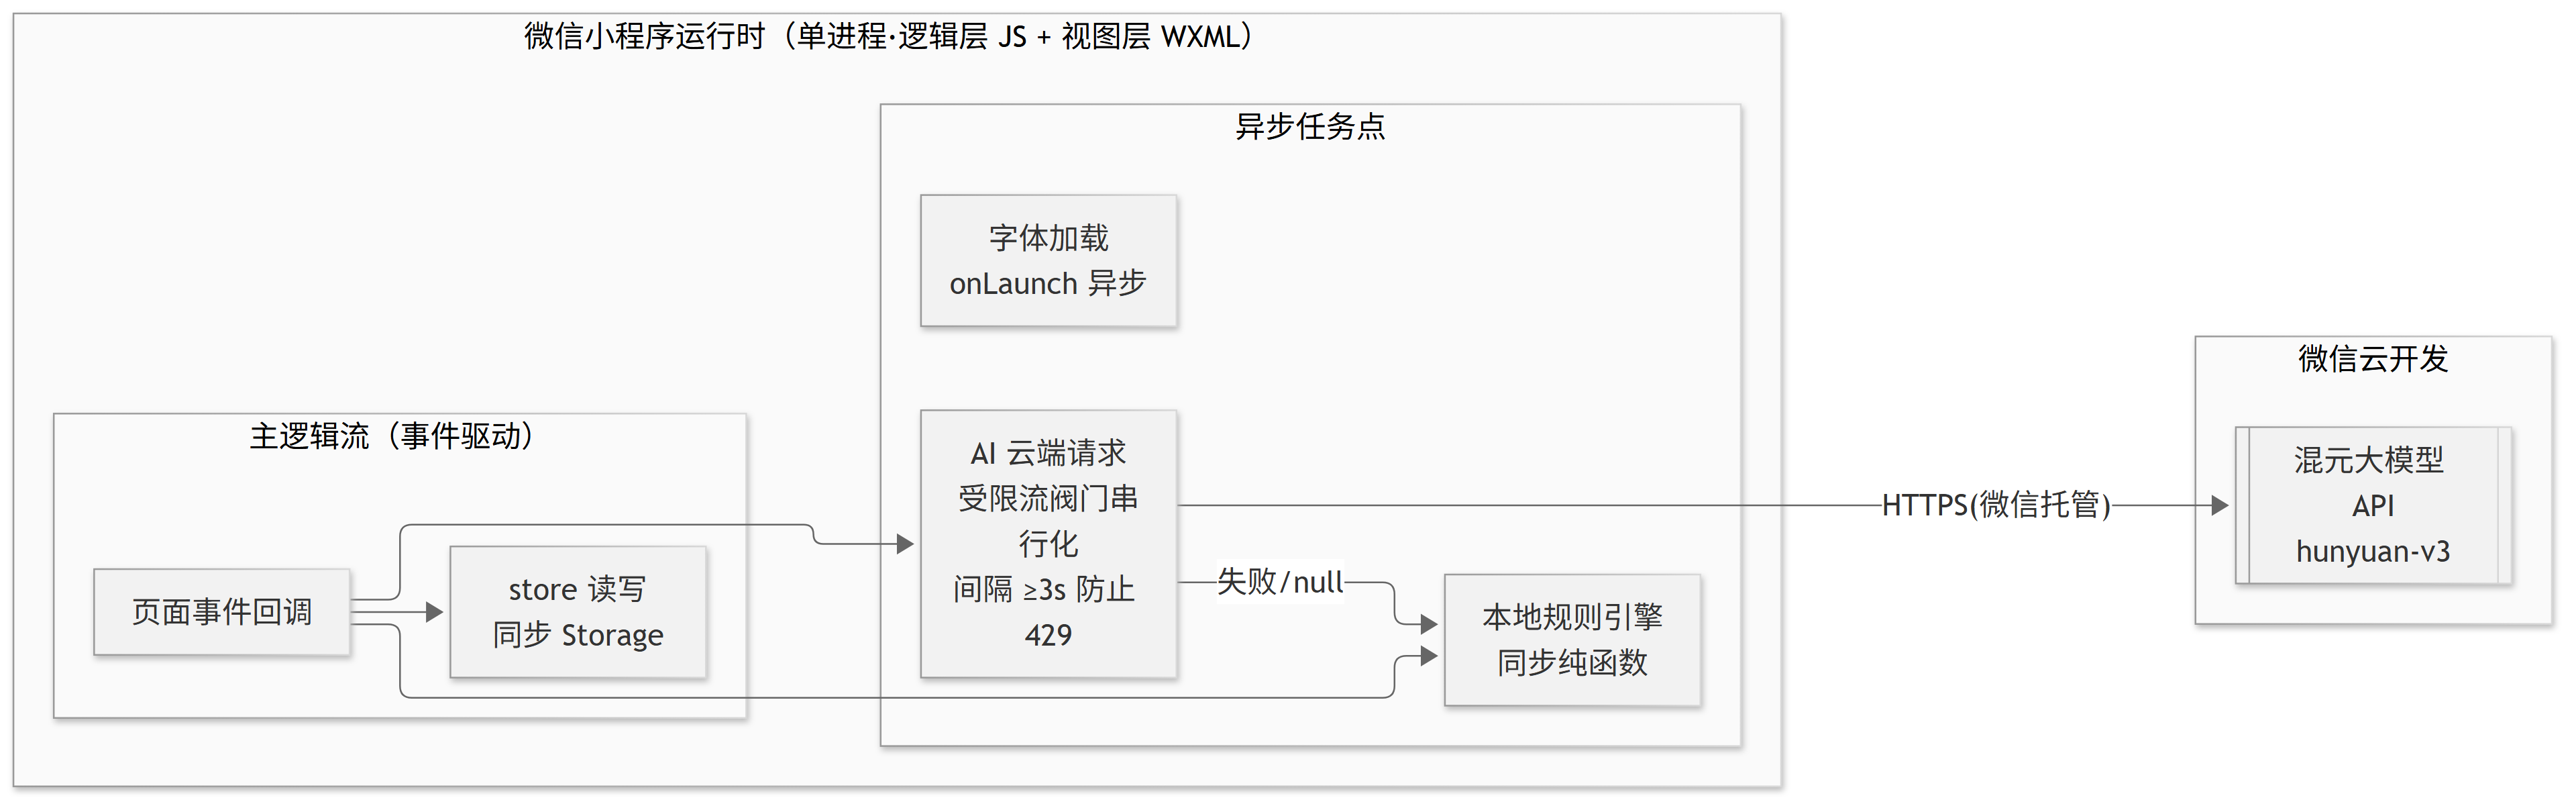 微信小程序运行时（单进程·逻辑层 JS + 视图层 WXML）
异步任务点
字体加载
onLaunch 异步
主逻辑流（事件驱动）
页面事件回调
store 读写
同步 Storage
AI 云端请求
受限流阀门串
行化
间隔 ≥3s 防止
429
失败/null
本地规则引擎
同步纯函数
HTTPS(微信托管)
微信云开发
混元大模型
API
hunyuan-v3